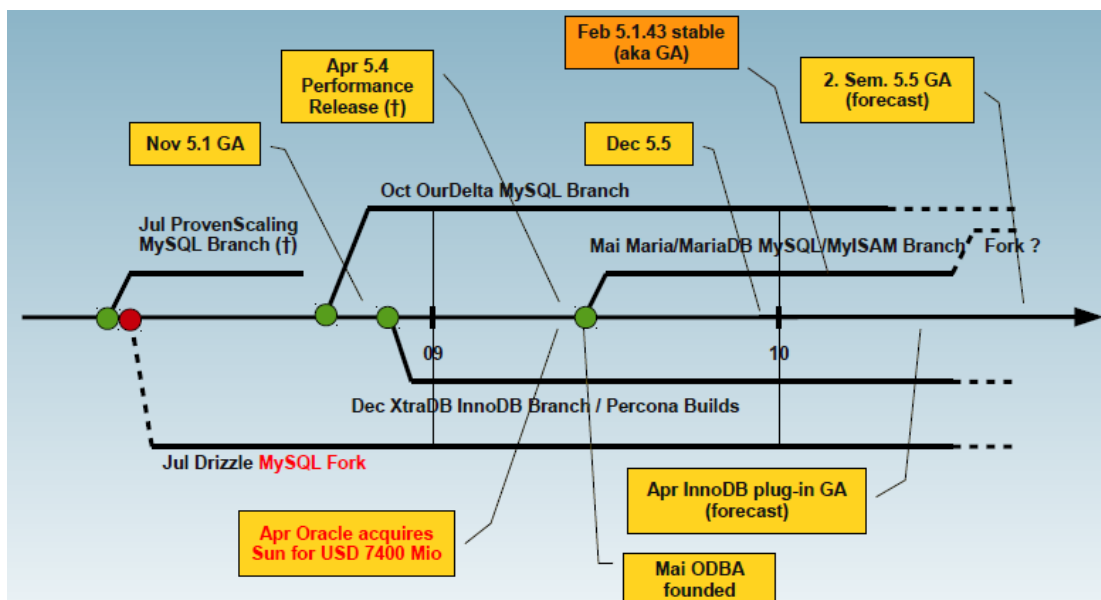 Feb 5.1.43 stable
(aka GA)
Apr 5.4
Performance
Release (†)
2. Sem. 5.5 GA
(forecast)
Nov 5.1 GA
Dec 5.5
Oct OurDelta MySQL Branch
Jul ProvenScaling
MySQL Branch (†)
Mai Maria/MariaDB MySQL/MyISAM Branch
Fork ?
09
10
Dec XtraDB InnoDB Branch / Percona Builds
Jul Drizzle MySQL Fork
Apr InnoDB plug-in GA
(forecast)
Apr Oracle acquires
Sun for USD 7400 Mio
Mai ODBA
founded